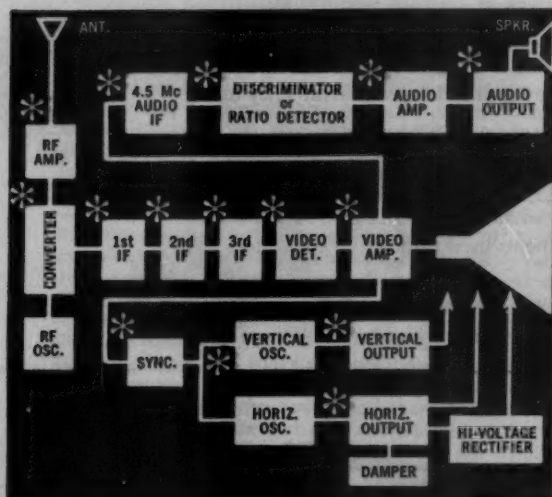 ANT.
SPKR.
4.5 Mc
AUDIO
IF
DISCRIMINATOR
or
RATIO DETECTOR
AUDIO
AMP.
AUDIO
OUTPUT
RF
AMP.
CONVERTER
1st
IF
2nd
IF
3rd
IF
VIDEO
DET.
VIDEO
AMP.
RF
OSC.
SYNC.
VERTICAL
OSC.
VERTICAL
OUTPUT
HORIZ.
OSC.
HORIZ.
OUTPUT
HI-VOLTAGE
RECTIFIER
DAMPER